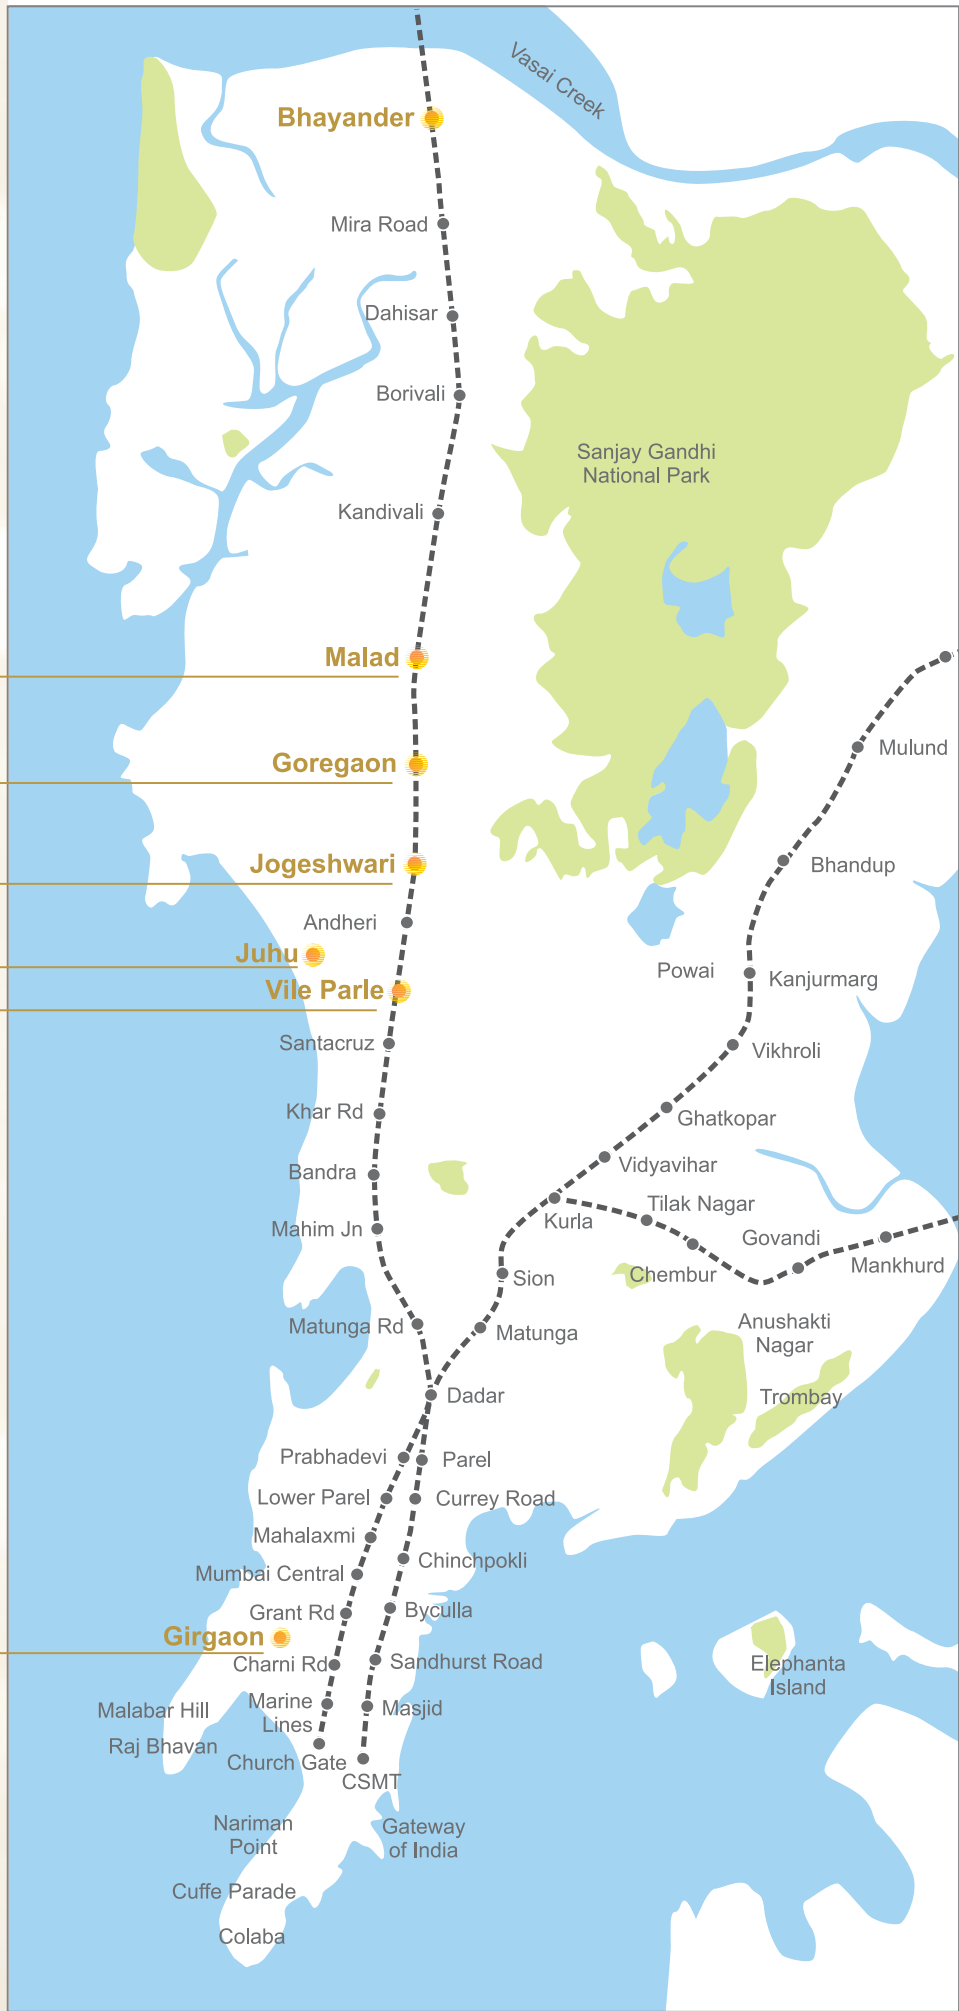 Vasai Creek
Bhayander
Mira Road
Dahisar
Borivali
Sanjay Gandhi
National Park
Kandivali
Malad
Mulund
Goregaon
Bhandup
Jogeshwari
Andheri
Juhu
Powai
Kanjurmarg
Vile Parle
Santacruz
Vikhroli
Khar Rd
Ghatkopar
Bandra
Vidyavihar
Tilak Nagar
Kurla
Mahim Jn
Govandi
Mankhurd
Sion
Chembur
Matunga Rd
Matunga
Anushakti
Nagar
Dadar
Trombay
Prabhadevi
Parel
Lower Parel
Currey Road
Mahalaxmi
Chinchpokli
Mumbai Central
Byculla
Grant Rd
Girgaon
Charni Rd
Sandhurst Road
Elephanta
Island
Malabar Hill
Marine
Lines
Masjid
Raj Bhavan
Church Gate
CSMT
Nariman
Point
Gateway
of India
Cuffe Parade
Colaba